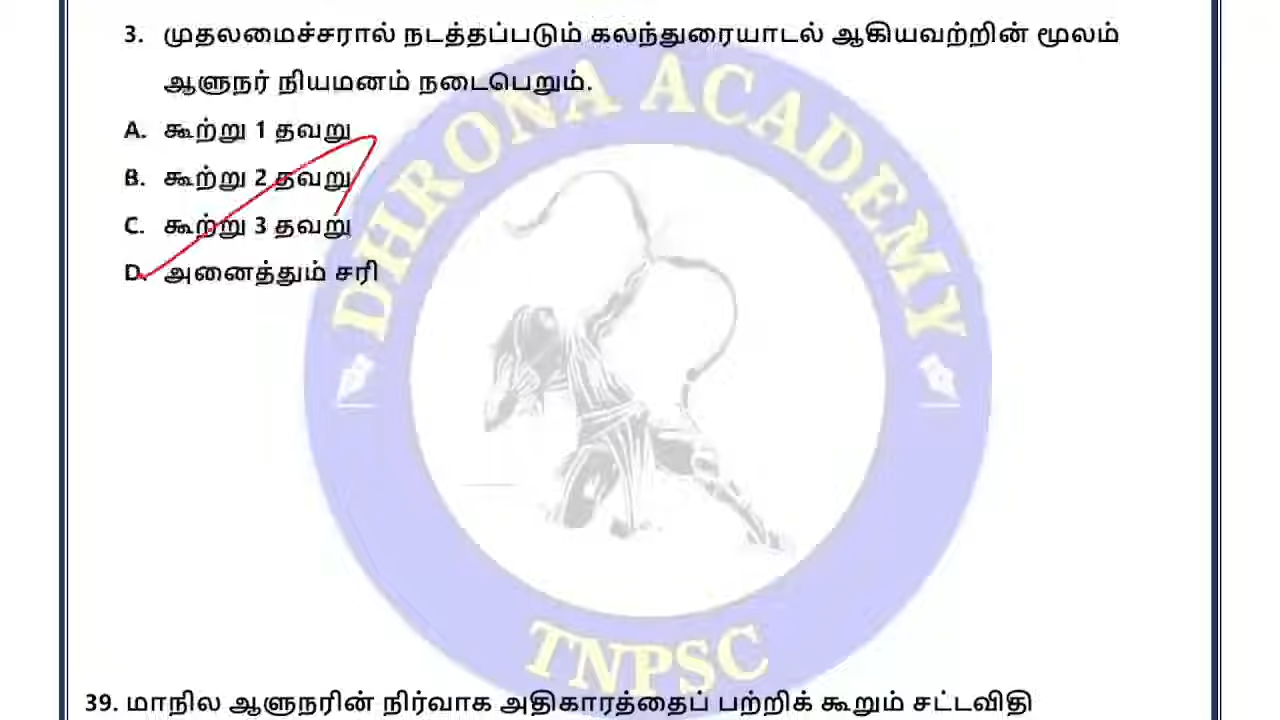 3. முதலமைச்சரால் நடத்தப்படும் கலந்துரையாடல் ஆகியவற்றின் மூலம்
ஆளுநர் நியமனம் நடைபெறும்.
A. கூற்று 1 தவறு
B. கூற்று 2 தவறு
C. கூற்று 3 தவறு
D. அனைத்தும் சரி
DHRONA ACADEMY
TNPSC
39. மாநில ஆளுநரின் நிர்வாக அதிகாரத்தைப் பற்றிக் கூறும் சட்டவிதி